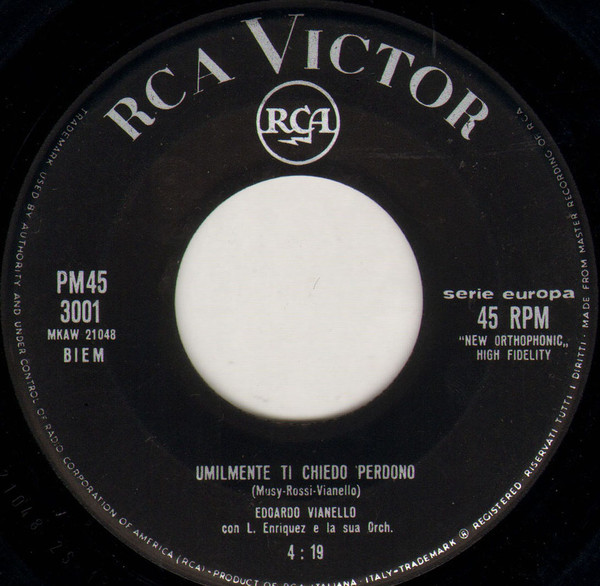 RCA VICTOR
RCA
PM45
3001
MKAW 21048
BIEM
serie europa
45 RPM
"NEW ORTHOPHONIC„
HIGH FIDELITY
UMILMENTE TI CHIEDO PERDONO
(Musy-Rossi-Vianello)
EDOARDO VIANELLO
con L. Enriquez e la sua Orch.
4 : 19
TRADEMARK USED BY AUTHORITY AND UNDER CONTROL OF RADIO CORPORATION OF AMERICA (RCA)-PRODUCT OF RCA ITALIANA-ITALY-TRADEMARK ® REGISTERED. RISERVATI TUTTI I DIRITTI - MADE FROM MASTER RECORDING OF RCA